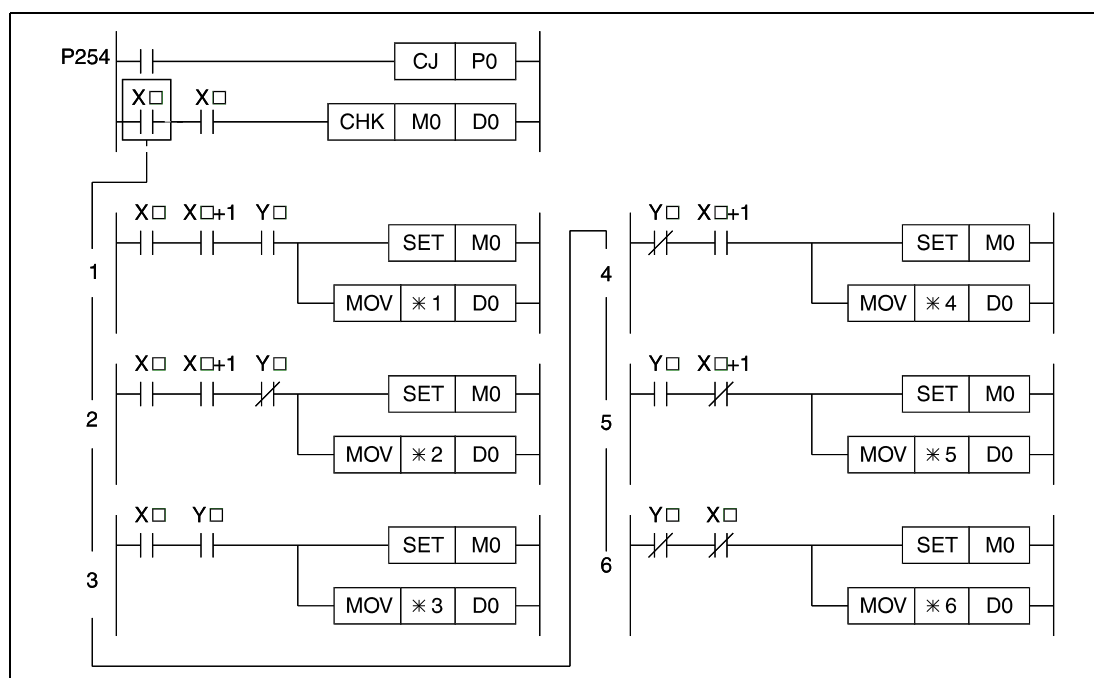 P254 CJ P0
X□ X□
CHK M0 D0
X□ X□+1 Y□
1 SET M0
MOV ✳1 D0
X□ X□+1 Y□
2 SET M0
MOV ✳2 D0
X□ Y□
3 SET M0
MOV ✳3 D0
Y□ X□+1
4 SET M0
MOV ✳4 D0
Y□ X□+1
5 SET M0
MOV ✳5 D0
Y□ X□
6 SET M0
MOV ✳6 D0